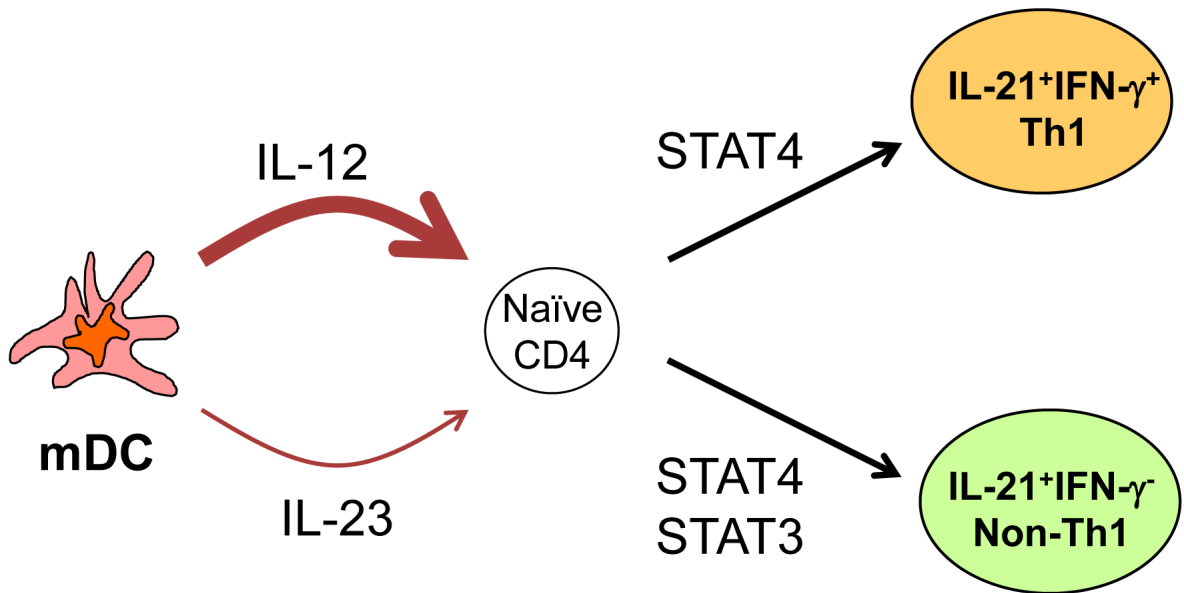 IL-12
mDC
IL-23
Naïve
CD4
STAT4
IL-21⁺IFN-γ⁺
Th1
STAT4
STAT3
IL-21⁺IFN-γ⁻
Non-Th1